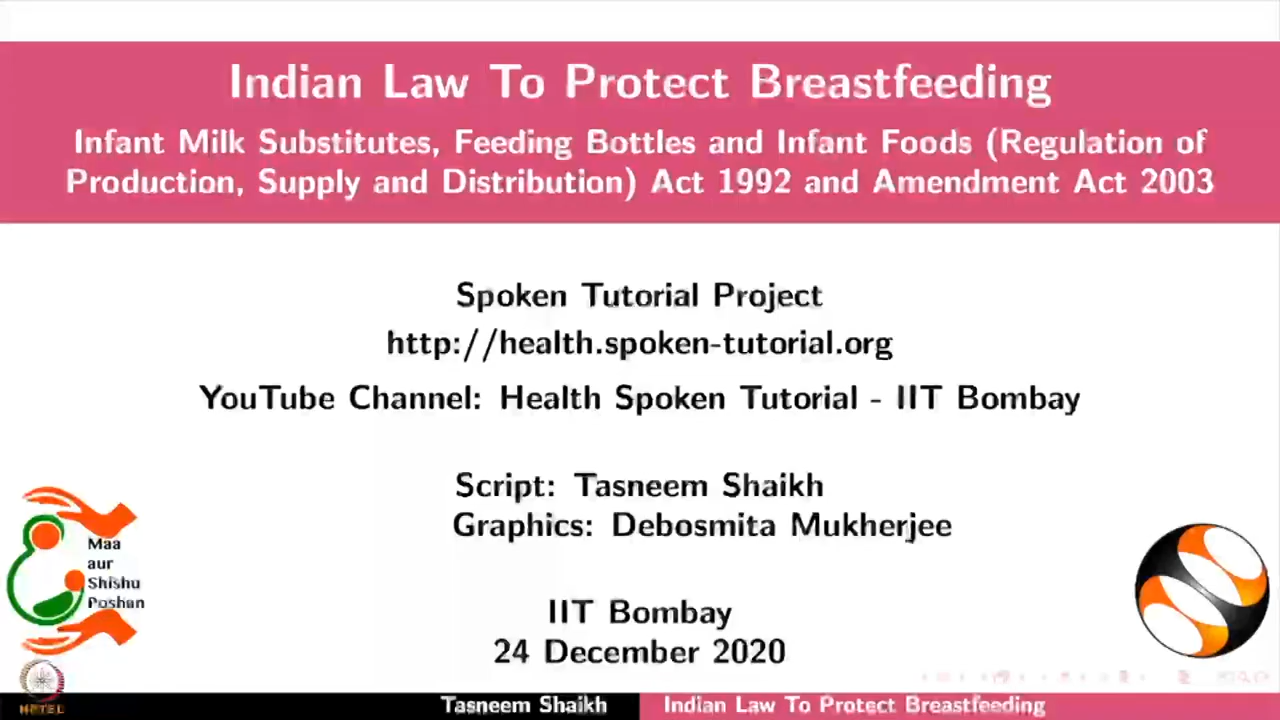 Indian Law To Protect Breastfeeding
Infant Milk Substitutes, Feeding Bottles and Infant Foods (Regulation of
Production, Supply and Distribution) Act 1992 and Amendment Act 2003
Spoken Tutorial Project
http://health.spoken-tutorial.org
YouTube Channel: Health Spoken Tutorial - IIT Bombay
Script: Tasneem Shaikh
Graphics: Debosmita Mukherjee
Maa
aur
Shishu
Poshan
IIT Bombay
24 December 2020
NPTEL
Tasneem Shaikh
Indian Law To Protect Breastfeeding